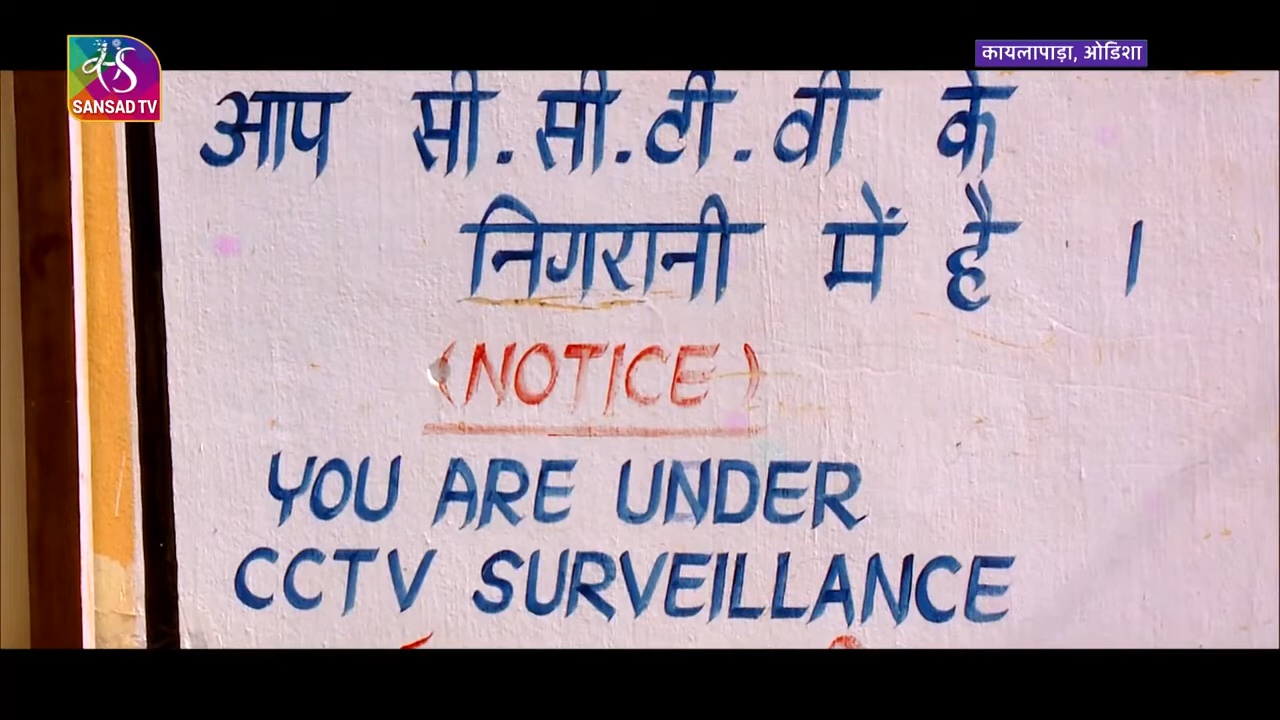 SANSAD TV
कायलापाड़ा, ओडिशा
आप सी.सी.टी.वी के
निगरानी में है ।
(NOTICE)
YOU ARE UNDER
CCTV SURVEILLANCE